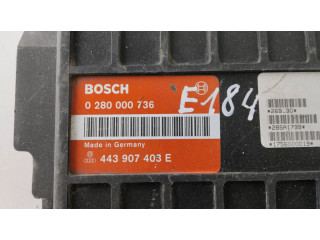 BOSCH
0 280 000 736
E184
Made in Germany
443 907 403 E